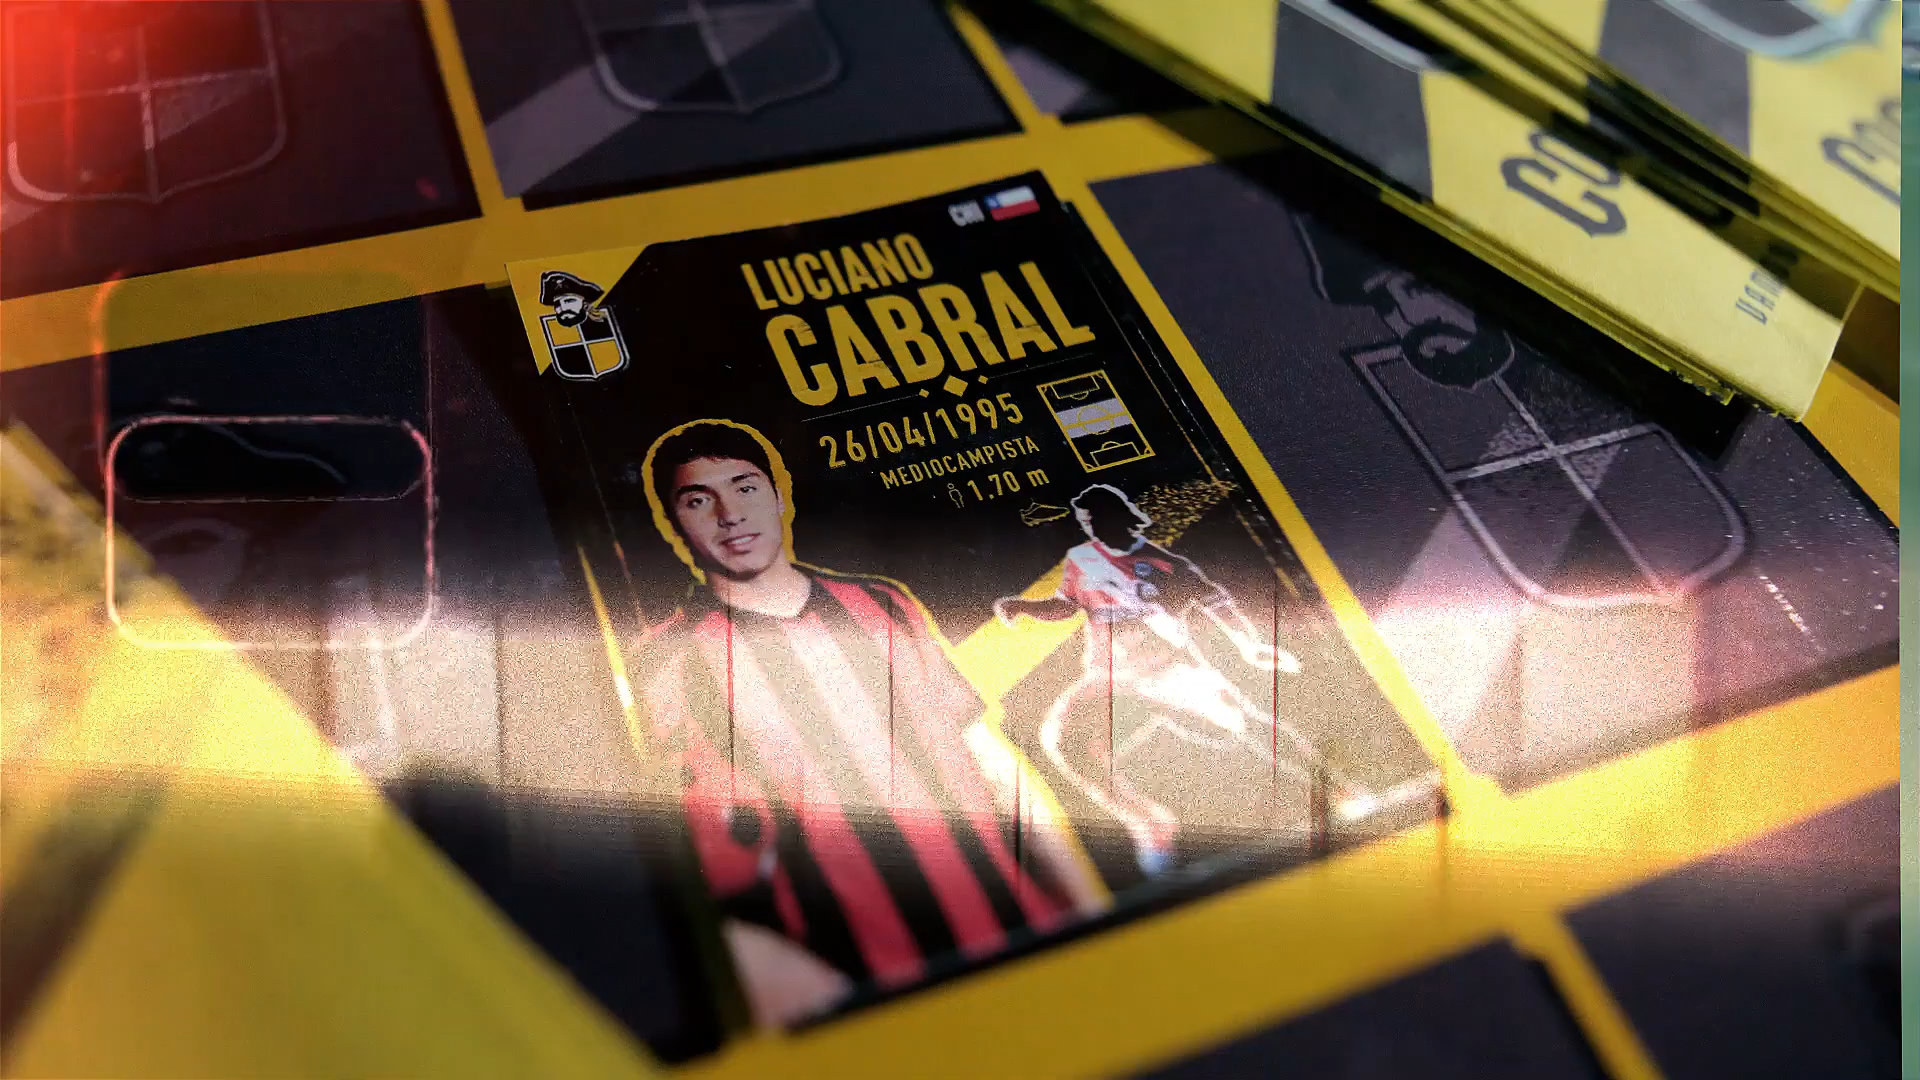 CHI
LUCIANO
CABRAL
26/04/1995
MEDIOCAMPISTA
1.70 m